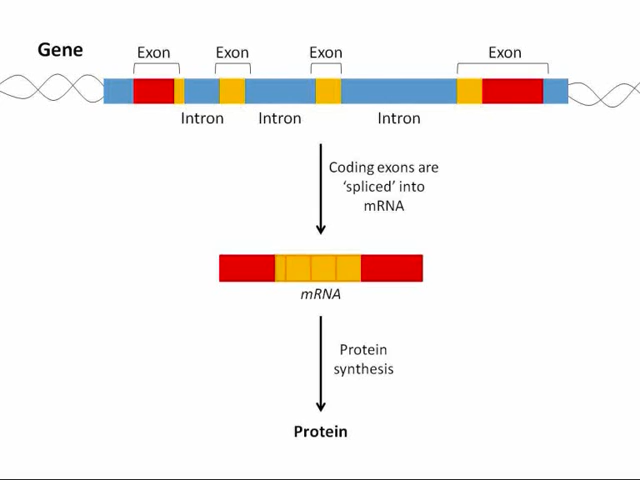 Gene
Exon Exon Exon Exon
Intron Intron Intron
Coding exons are
‘spliced’ into
mRNA
mRNA
Protein
synthesis
Protein